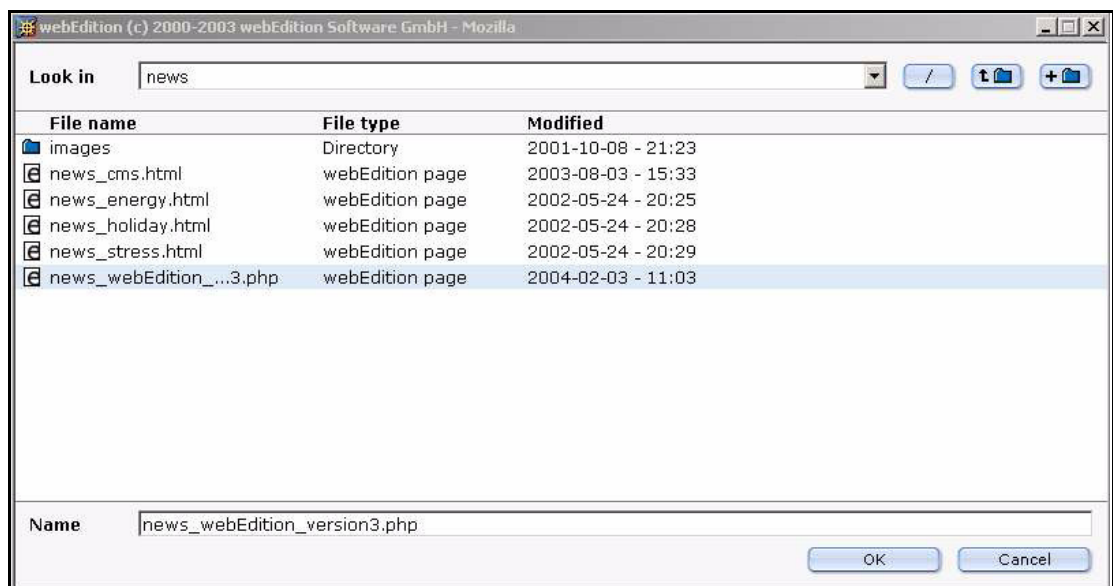 webEdition (c) 2000-2003 webEdition Software GmbH - Mozilla
Look in news /
File name File type Modified
images Directory 2001-10-08 - 21:23
news_cms.html webEdition page 2003-08-03 - 15:33
news_energy.html webEdition page 2002-05-24 - 20:25
news_holiday.html webEdition page 2002-05-24 - 20:28
news_stress.html webEdition page 2002-05-24 - 20:29
news_webEdition_...3.php webEdition page 2004-02-03 - 11:03
Name news_webEdition_version3.php
OK Cancel